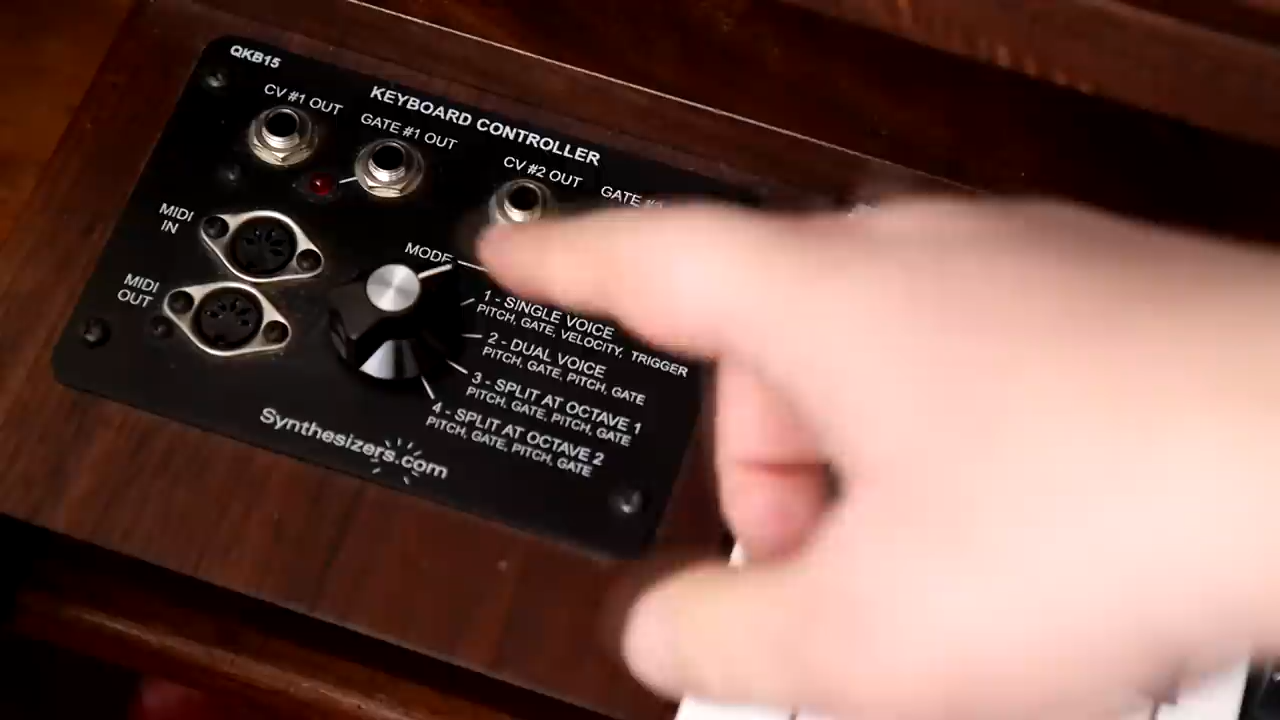 QKB15
KEYBOARD CONTROLLER
CV #1 OUT
GATE #1 OUT
CV #2 OUT
GATE
MIDI
IN
MIDI
OUT
MODE
1 - SINGLE VOICE
PITCH, GATE, VELOCITY, TRIGGER
2 - DUAL VOICE
PITCH, GATE, PITCH, GATE
3 - SPLIT AT OCTAVE 1
PITCH, GATE, PITCH, GATE
4 - SPLIT AT OCTAVE 2
PITCH, GATE, PITCH, GATE
Synthesizers.com